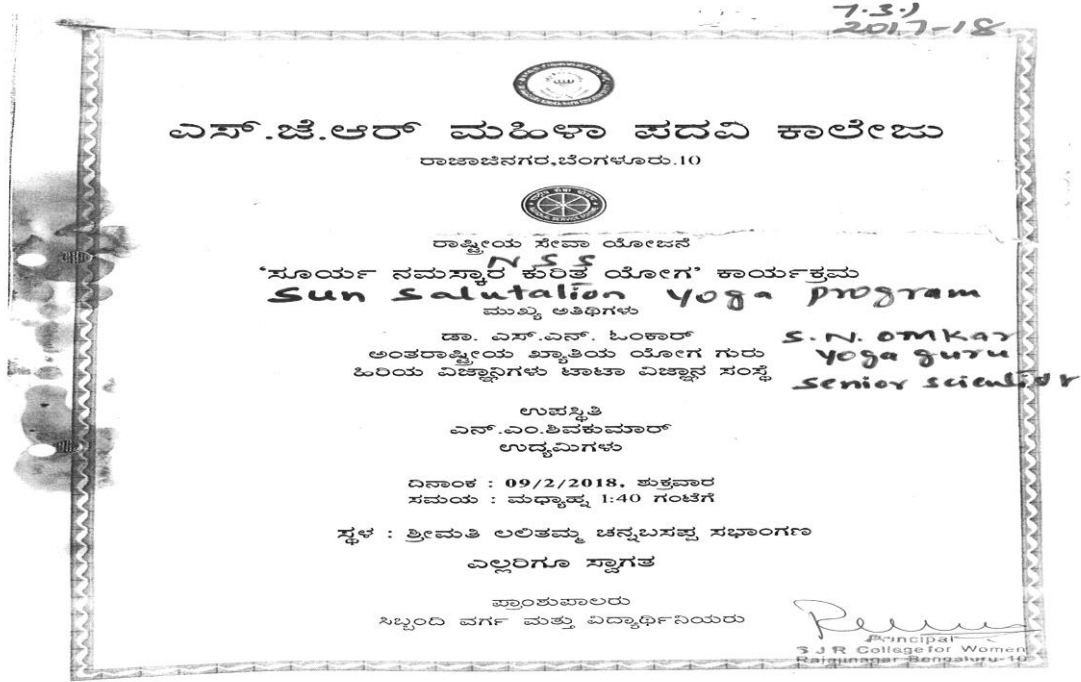 7.3.1
2017-18
ಎಸ್.ಜೆ.ಆರ್ ಮಹಿಳಾ ಪದವಿ ಕಾಲೇಜು
ರಾಜಾಜಿನಗರ,ಬೆಂಗಳೂರು.10
ರಾಷ್ಟ್ರೀಯ ಸೇವಾ ಯೋಜನೆ
NSS
'ಸೂರ್ಯ ನಮಸ್ಕಾರ ಕುರಿತ ಯೋಗ' ಕಾರ್ಯಕ್ರಮ
Sun Salutation Yoga program
ಮುಖ್ಯ ಅತಿಥಿಗಳು
ಡಾ. ಎಸ್.ಎನ್. ಓಂಕಾರ್ S.N. OMKAR
ಅಂತರಾಷ್ಟ್ರೀಯ ಖ್ಯಾತಿಯ ಯೋಗ ಗುರು Yoga guru
ಹಿರಿಯ ವಿಜ್ಞಾನಿಗಳು ಟಾಟಾ ವಿಜ್ಞಾನ ಸಂಸ್ಥೆ Senior scientist
ಉಪಸ್ಥಿತಿ
ಎನ್.ಎಂ.ಶಿವಕುಮಾರ್
ಉದ್ಯಮಿಗಳು
ದಿನಾಂಕ : 09/2/2018, ಶುಕ್ರವಾರ
ಸಮಯ : ಮಧ್ಯಾಹ್ನ 1:40 ಗಂಟೆಗೆ
ಸ್ಥಳ : ಶ್ರೀಮತಿ ಲಲಿತಮ್ಮ ಚನ್ನಬಸಪ್ಪ ಸಭಾಂಗಣ
ಎಲ್ಲರಿಗೂ ಸ್ವಾಗತ
ಪ್ರಾಂಶುಪಾಲರು
ಸಿಬ್ಬಂದಿ ವರ್ಗ ಮತ್ತು ವಿದ್ಯಾರ್ಥಿನಿಯರು
Principal
S J R College for Women
Rajajinagar Bengaluru-10